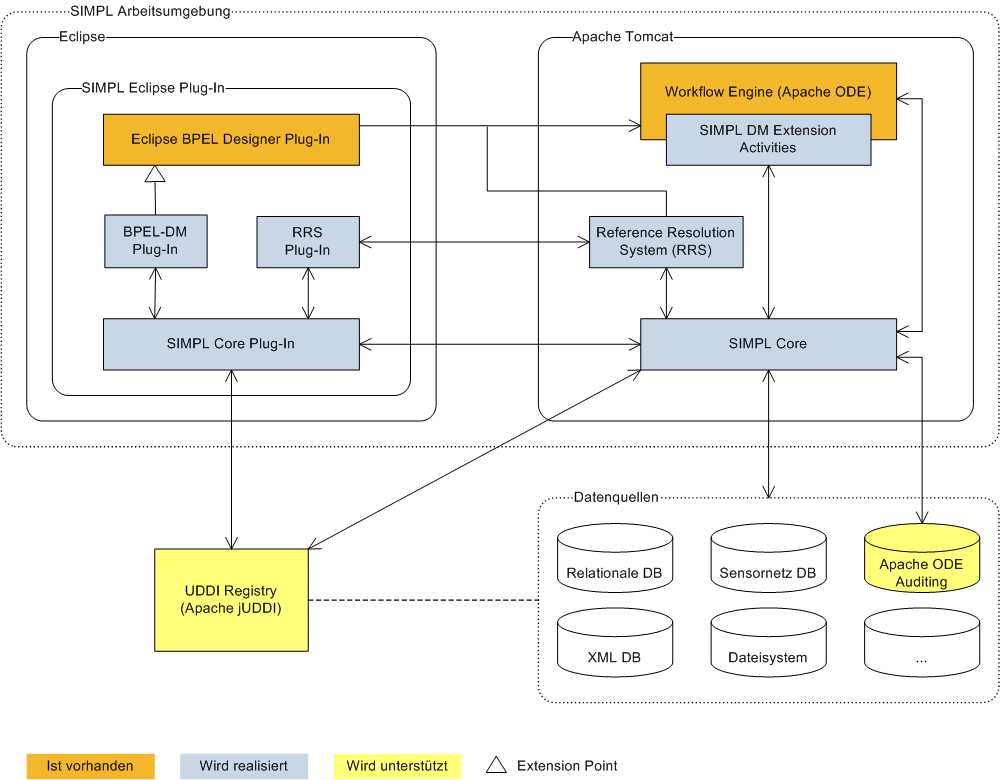 SIMPL Arbeitsumgebung
Eclipse
Apache Tomcat
SIMPL Eclipse Plug-In
Workflow Engine (Apache ODE)
Eclipse BPEL Designer Plug-In
SIMPL DM Extension
Activities
BPEL-DM
Plug-In
RRS
Plug-In
Reference Resolution
System (RRS)
SIMPL Core Plug-In
SIMPL Core
Datenquellen
UDDI Registry
(Apache jUDDI)
Relationale DB
Sensornetz DB
Apache ODE
Auditing
XML DB
Dateisystem
...
Ist vorhanden
Wird realisiert
Wird unterstützt
Extension Point